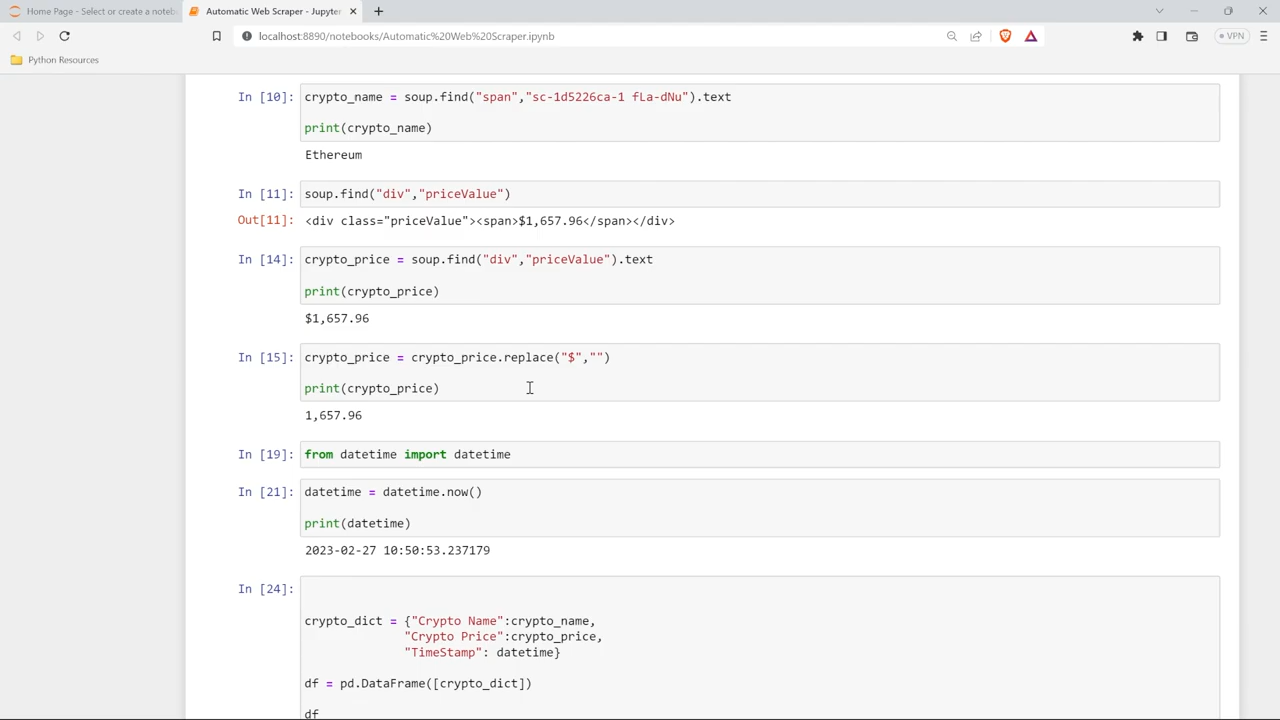 Home Page - Select or create a noteb
Automatic Web Scraper - Jupyter
localhost:8890/notebooks/Automatic%20Web%20Scraper.ipynb
VPN
Python Resources
In [10]: crypto_name = soup.find("span","sc-1d5226ca-1 fLa-dNu").text
print(crypto_name)
Ethereum
In [11]: soup.find("div","priceValue")
Out[11]: <div class="priceValue"><span>$1,657.96</span></div>
In [14]: crypto_price = soup.find("div","priceValue").text
print(crypto_price)
$1,657.96
In [15]: crypto_price = crypto_price.replace("$","")
print(crypto_price)
1,657.96
In [19]: from datetime import datetime
In [21]: datetime = datetime.now()
print(datetime)
2023-02-27 10:50:53.237179
In [24]:
crypto_dict = {"Crypto Name":crypto_name,
"Crypto Price":crypto_price,
"TimeStamp": datetime}
df = pd.DataFrame([crypto_dict])
df